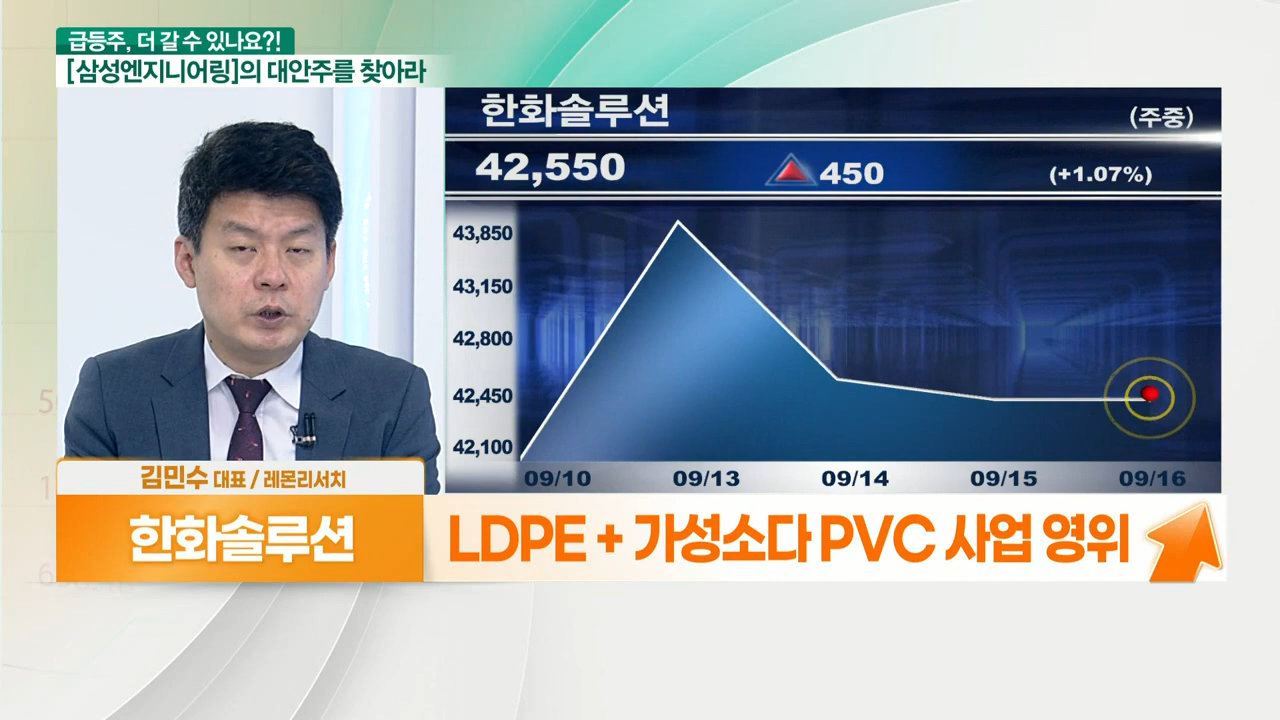 급등주, 더 갈 수 있나요?!
[삼성엔지니어링]의 대안주를 찾아라
한화솔루션
(주중)
42,550
450
(+1.07%)
43,850
43,150
42,800
42,450
42,100
09/10 09/13 09/14 09/15 09/16
김민수 대표 / 레몬리서치
한화솔루션
LDPE + 가성소다 PVC 사업 영위